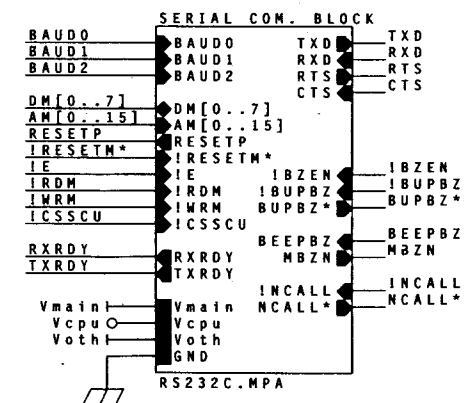 SERIAL COM. BLOCK
BAUD0 BAUD0 TXD TXD
BAUD1 BAUD1 RXD RXD
BAUD2 BAUD2 RTS RTS
CTS CTS
DM[0..7] DM[0..7]
AM[0..15] AM[0..15]
RESETP RESETP
!RESETM* !RESETM*
!E !E !BZEN !BZEN
!RDM !RDM !BUPBZ !BUPBZ
!WRM !WRM BUPBZ* BUPBZ*
!CSSCU !CSSCU
BEEPBZ BEEPBZ
RXRDY RXRDY MBZN MBZN
TXRDY TXRDY
!NCALL !NCALL
Vmain Vmain NCALL* NCALL*
Vcpu Vcpu
Voth Voth
GND
RS232C.MPA